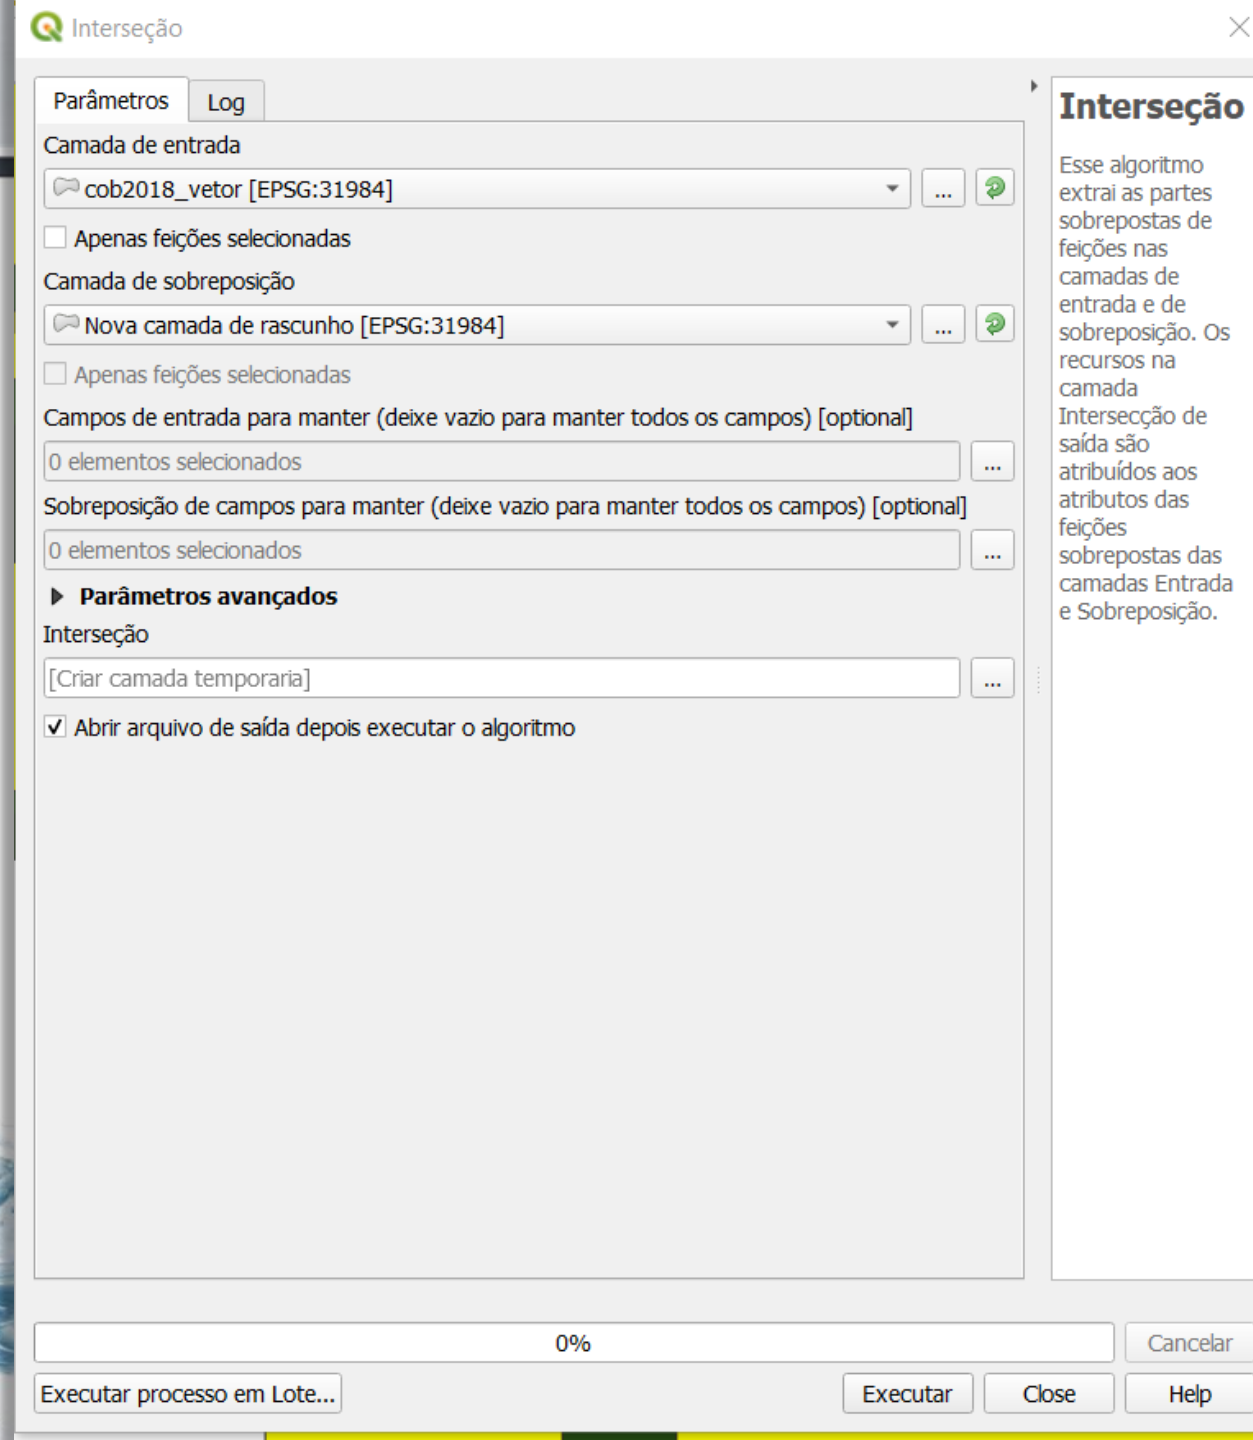 Interseção
Parâmetros
Log
Camada de entrada
cob2018_vetor [EPSG:31984]
...
Apenas feições selecionadas
Camada de sobreposição
Nova camada de rascunho [EPSG:31984]
...
Apenas feições selecionadas
Campos de entrada para manter (deixe vazio para manter todos os campos) [optional]
0 elementos selecionados
...
Sobreposição de campos para manter (deixe vazio para manter todos os campos) [optional]
0 elementos selecionados
...
Parâmetros avançados
Interseção
[Criar camada temporaria]
...
Abrir arquivo de saída depois executar o algoritmo
Interseção
Esse algoritmo
extrai as partes
sobrepostas de
feições nas
camadas de
entrada e de
sobreposição. Os
recursos na
camada
Intersecção de
saída são
atribuídos aos
atributos das
feições
sobrepostas das
camadas Entrada
e Sobreposição.
0%
Cancelar
Executar processo em Lote...
Executar
Close
Help